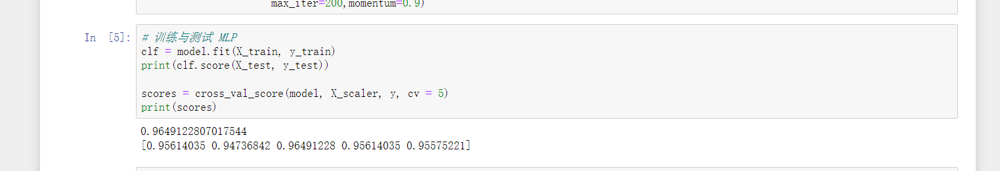 max_iter=200,momentum=0.9)
In [5]:
# 训练与测试 MLP
clf = model.fit(X_train, y_train)
print(clf.score(X_test, y_test))
scores = cross_val_score(model, X_scaler, y, cv = 5)
print(scores)
0.9649122807017544
[0.95614035 0.94736842 0.96491228 0.95614035 0.95575221]